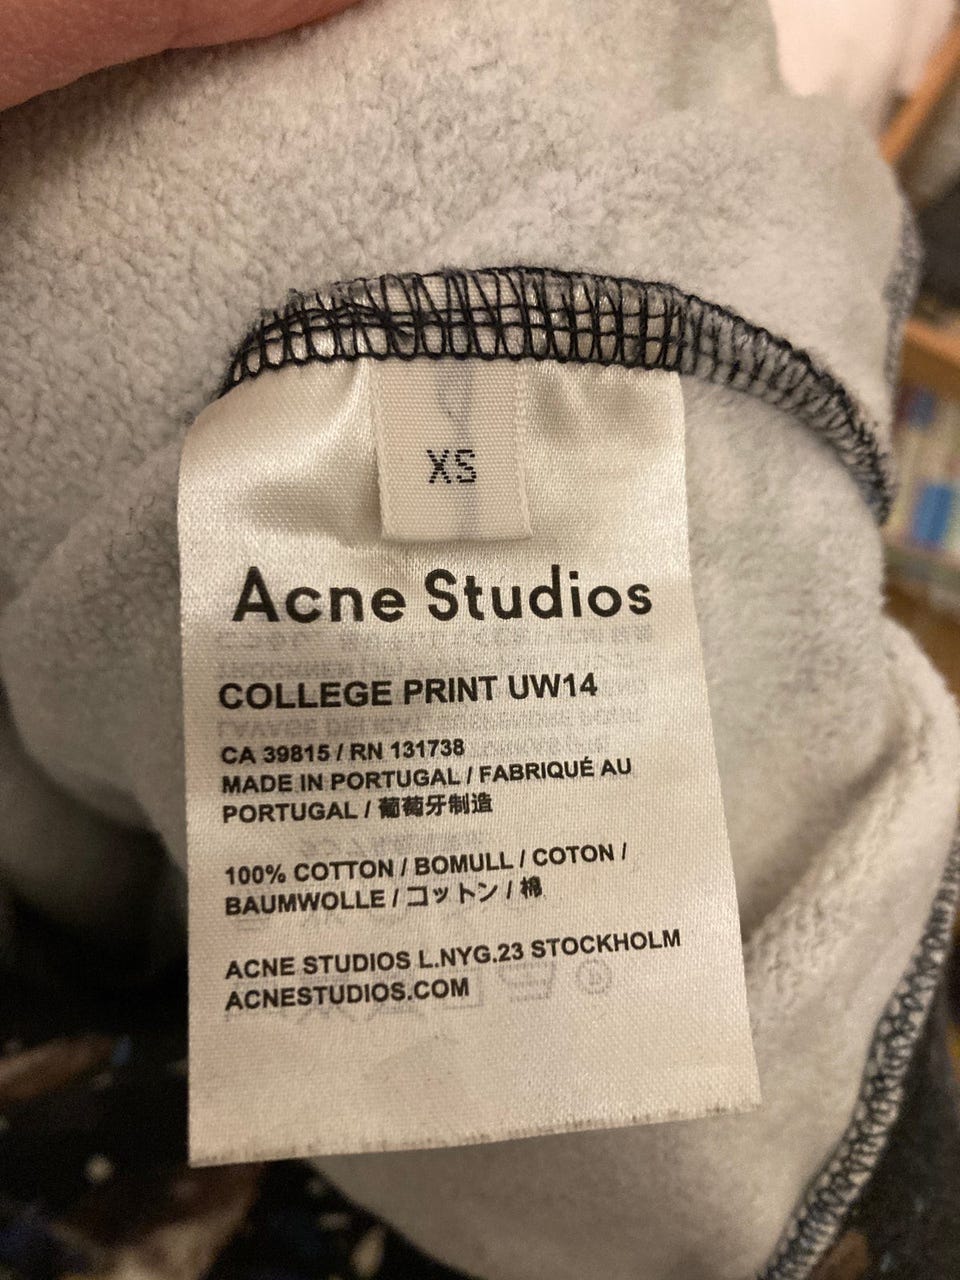 XS
Acne Studios
COLLEGE PRINT UW14
CA 39815 / RN 131738
MADE IN PORTUGAL / FABRIQUÉ AU
PORTUGAL / 葡萄牙制造
100% COTTON / BOMULL / COTON /
BAUMWOLLE / コットン / 棉
ACNE STUDIOS L.NYG.23 STOCKHOLM
ACNESTUDIOS.COM